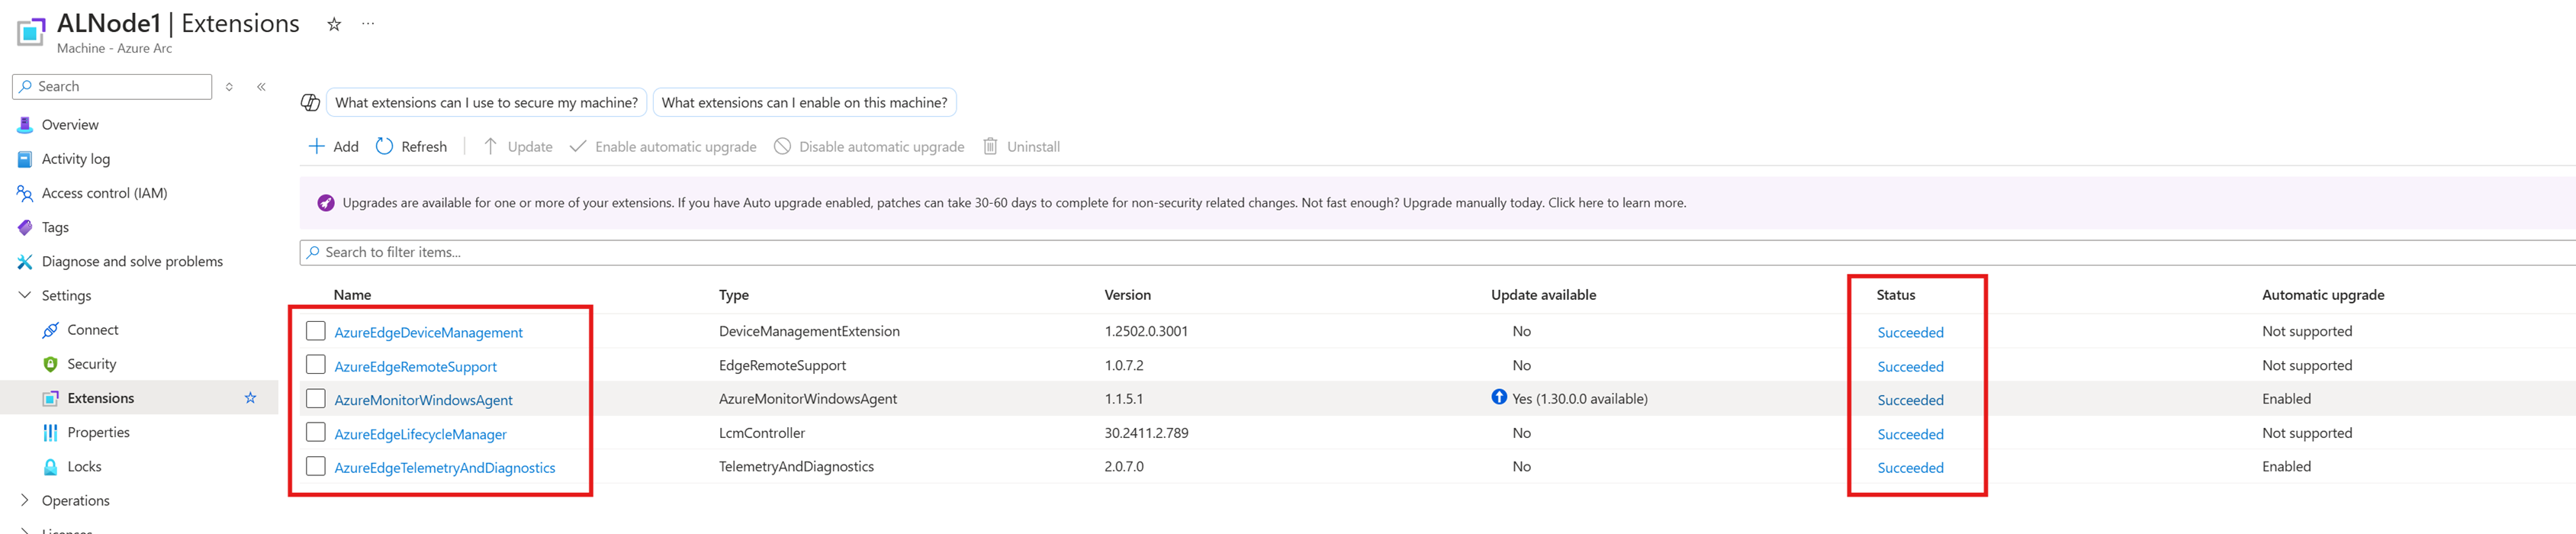 ALNode1 | Extensions
Machine - Azure Arc
Search
Overview
Activity log
Access control (IAM)
Tags
Diagnose and solve problems
Settings
Connect
Security
Extensions
Properties
Locks
Operations
What extensions can I use to secure my machine? What extensions can I enable on this machine?
Add Refresh Update Enable automatic upgrade Disable automatic upgrade Uninstall
Upgrades are available for one or more of your extensions. If you have Auto upgrade enabled, patches can take 30-60 days to complete for non-security related changes. Not fast enough? Upgrade manually today. Click here to learn more.
Search to filter items...
Name Type Version Update available Status Automatic upgrade
AzureEdgeDeviceManagement DeviceManagementExtension 1.2502.0.3001 No Succeeded Not supported
AzureEdgeRemoteSupport EdgeRemoteSupport 1.0.7.2 No Succeeded Not supported
AzureMonitorWindowsAgent AzureMonitorWindowsAgent 1.1.5.1 Yes (1.30.0.0 available) Succeeded Enabled
AzureEdgeLifecycleManager LcmController 30.2411.2.789 No Succeeded Not supported
AzureEdgeTelemetryAndDiagnostics TelemetryAndDiagnostics 2.0.7.0 No Succeeded Enabled